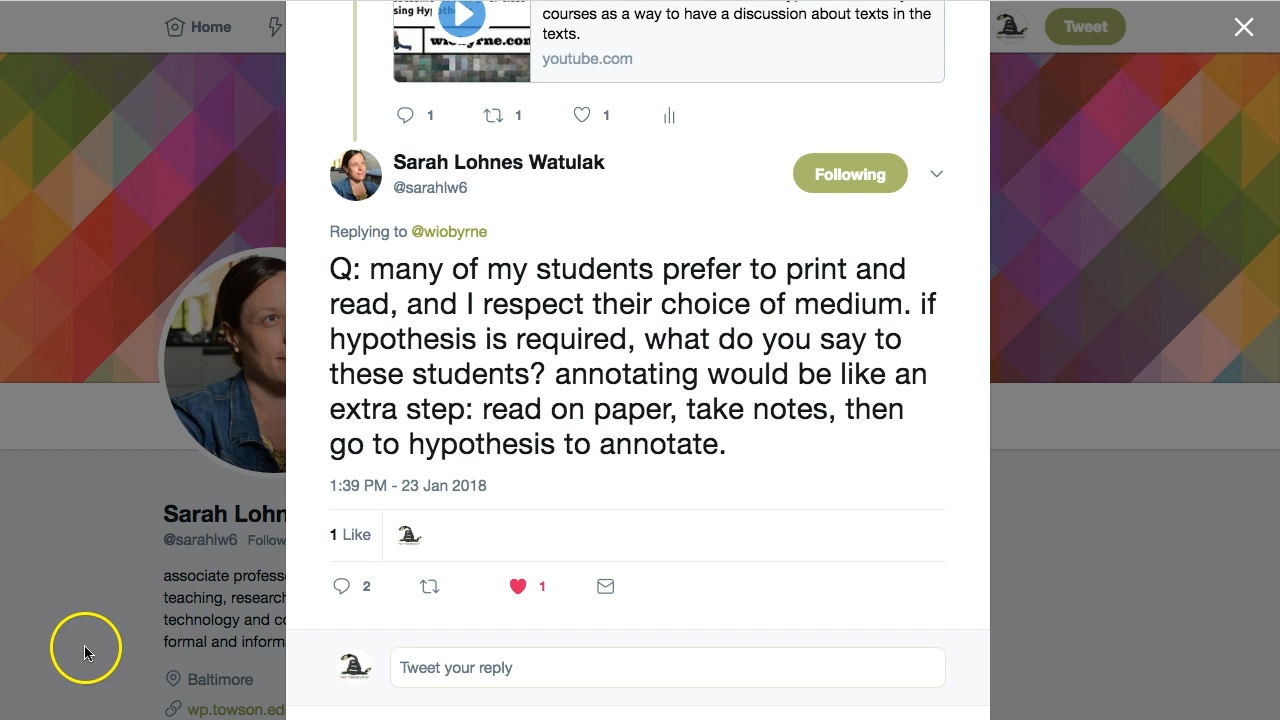 Home
Tweet
sing Hyp
courses as a way to have a discussion about texts in the
texts.
youtube.com
1 1 1
Sarah Lohnes Watulak
@sarahlw6
Following
Replying to @wiobyrne
Q: many of my students prefer to print and
read, and I respect their choice of medium. if
hypothesis is required, what do you say to
these students? annotating would be like an
extra step: read on paper, take notes, then
go to hypothesis to annotate.
1:39 PM - 23 Jan 2018
1 Like
2 1
Tweet your reply
Sarah Lohn
@sarahlw6 Follow
associate profess
teaching, research
technology and co
formal and inform
Baltimore
wp.towson.ed